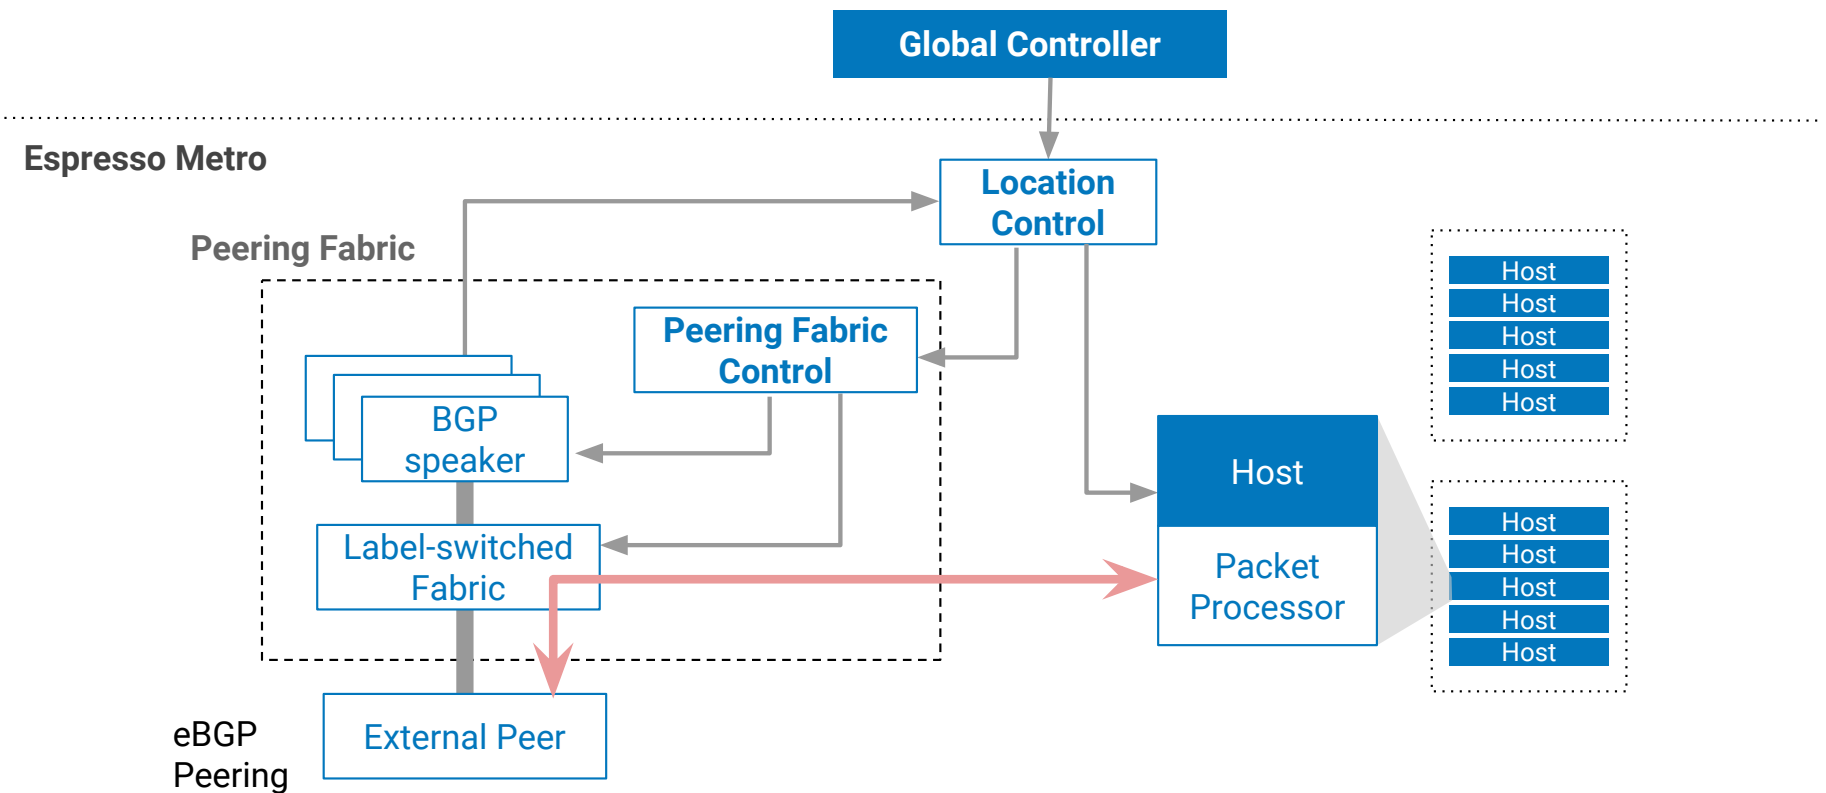 Global Controller
Espresso Metro
Location
Control
Peering Fabric
Peering Fabric
Control
BGP
speaker
Label-switched
Fabric
External Peer
eBGP
Peering
Host
Packet
Processor
Host
Host
Host
Host
Host
Host
Host
Host
Host
Host